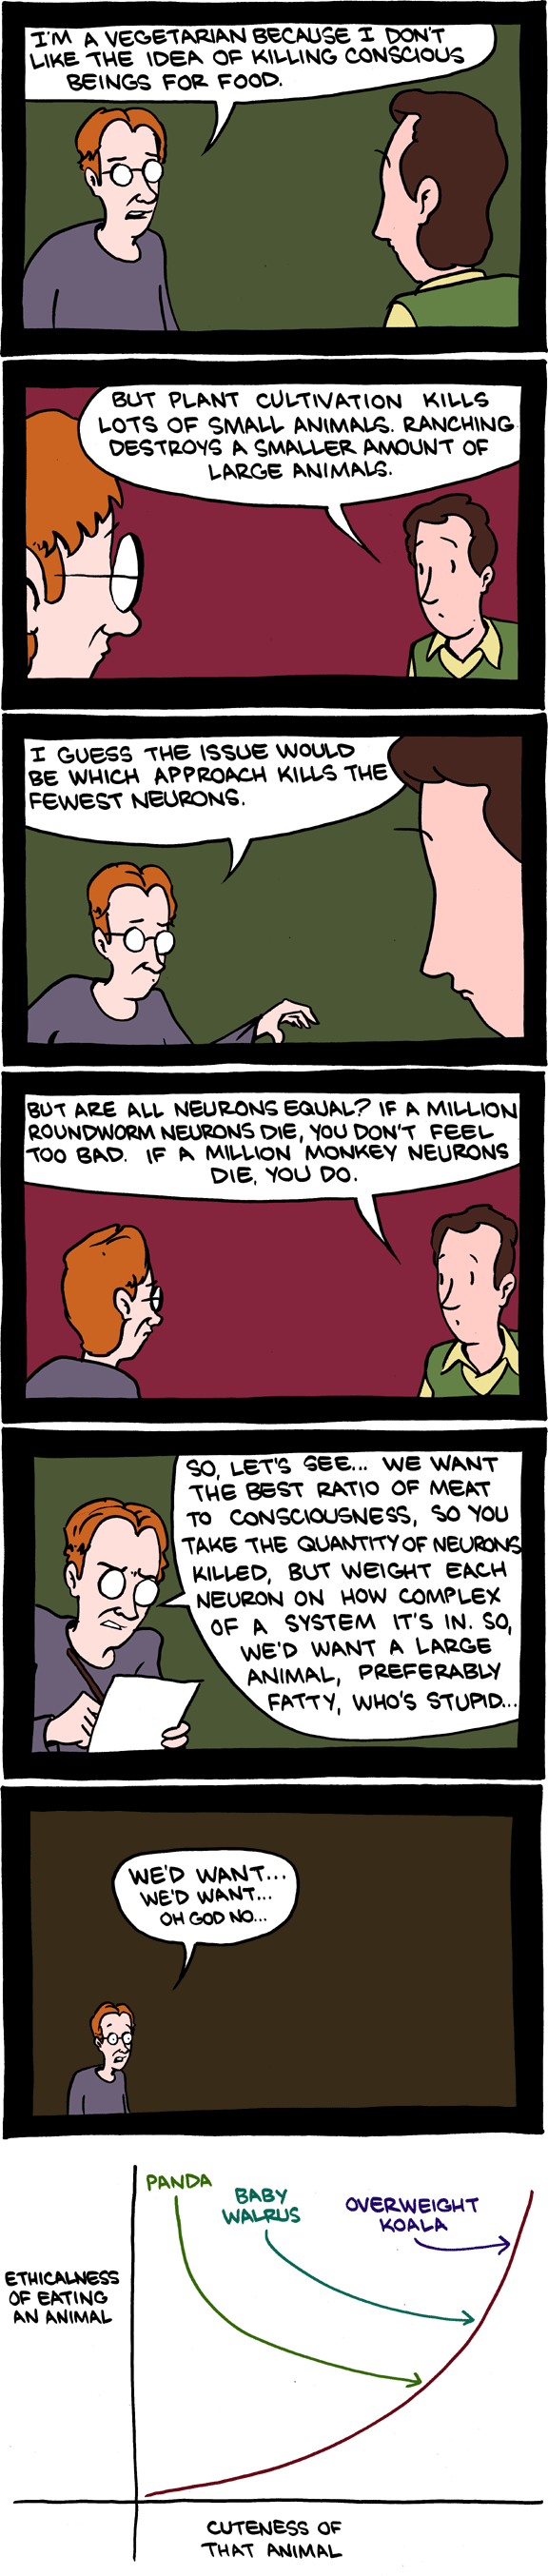 I'M A VEGETARIAN BECAUSE I DON'T
LIKE THE IDEA OF KILLING CONSCIOUS
BEINGS FOR FOOD.
BUT PLANT CULTIVATION KILLS
LOTS OF SMALL ANIMALS. RANCHING
DESTROYS A SMALLER AMOUNT OF
LARGE ANIMALS.
I GUESS THE ISSUE WOULD
BE WHICH APPROACH KILLS THE
FEWEST NEURONS.
BUT ARE ALL NEURONS EQUAL? IF A MILLION
ROUNDWORM NEURONS DIE, YOU DON'T FEEL
TOO BAD. IF A MILLION MONKEY NEURONS
DIE, YOU DO.
SO, LET'S SEE... WE WANT
THE BEST RATIO OF MEAT
TO CONSCIOUSNESS, SO YOU
TAKE THE QUANTITY OF NEURONS
KILLED, BUT WEIGHT EACH
NEURON ON HOW COMPLEX
OF A SYSTEM IT'S IN. SO,
WE'D WANT A LARGE
ANIMAL, PREFERABLY
FATTY, WHO'S STUPID...
WE'D WANT...
WE'D WANT...
OH GOD NO...
PANDA
BABY
WALRUS
OVERWEIGHT
KOALA
ETHICALNESS
OF EATING
AN ANIMAL
CUTENESS OF
THAT ANIMAL